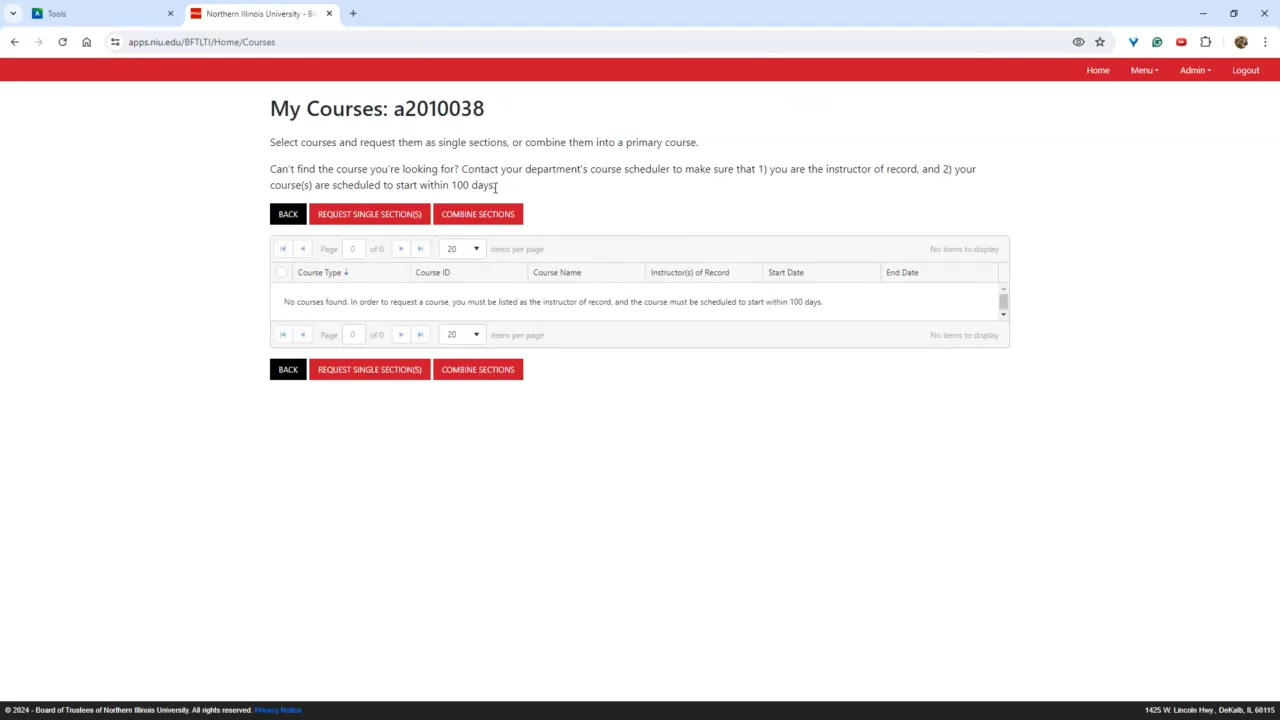 Tools
Northern Illinois University - Bl
apps.niu.edu/BFTLTI/Home/Courses
Home Menu Admin Logout
My Courses: a2010038
Select courses and request them as single sections, or combine them into a primary course.
Can't find the course you're looking for? Contact your department's course scheduler to make sure that 1) you are the instructor of record, and 2) your
course(s) are scheduled to start within 100 days.
BACK REQUEST SINGLE SECTION(S) COMBINE SECTIONS
Page 0 of 0 20 items per page No items to display
Course Type Course ID Course Name Instructor(s) of Record Start Date End Date
No courses found. In order to request a course, you must be listed as the instructor of record, and the course must be scheduled to start within 100 days.
Page 0 of 0 20 items per page No items to display
BACK REQUEST SINGLE SECTION(S) COMBINE SECTIONS
© 2024 - Board of Trustees of Northern Illinois University. All rights reserved. Privacy Notice 1425 W. Lincoln Hwy., DeKalb, IL 60115